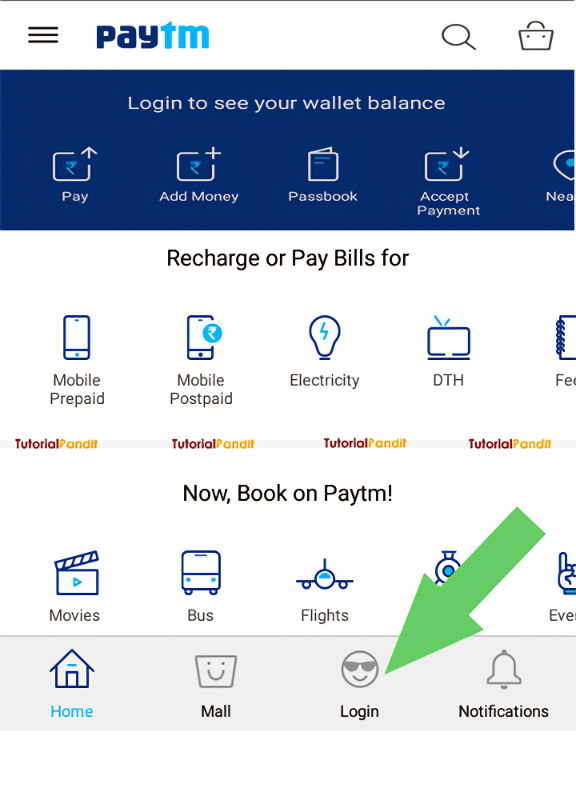 paytm
Login to see your wallet balance
Pay
Add Money
Passbook
Accept
Payment
Nea
Recharge or Pay Bills for
Mobile
Prepaid
Mobile
Postpaid
Electricity
DTH
Fee
TutorialPandit TutorialPandit TutorialPandit TutorialPandit
Now, Book on Paytm!
Movies
Bus
Flights
Eve
Home
Mall
Login
Notifications